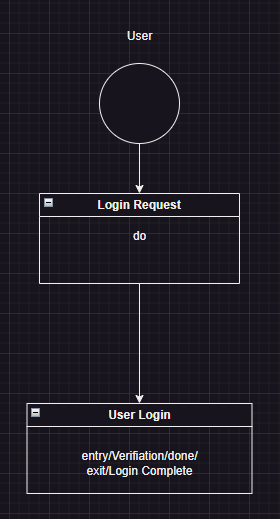 User
Login Request
do
User Login
entry/Verifiation/done/
exit/Login Complete